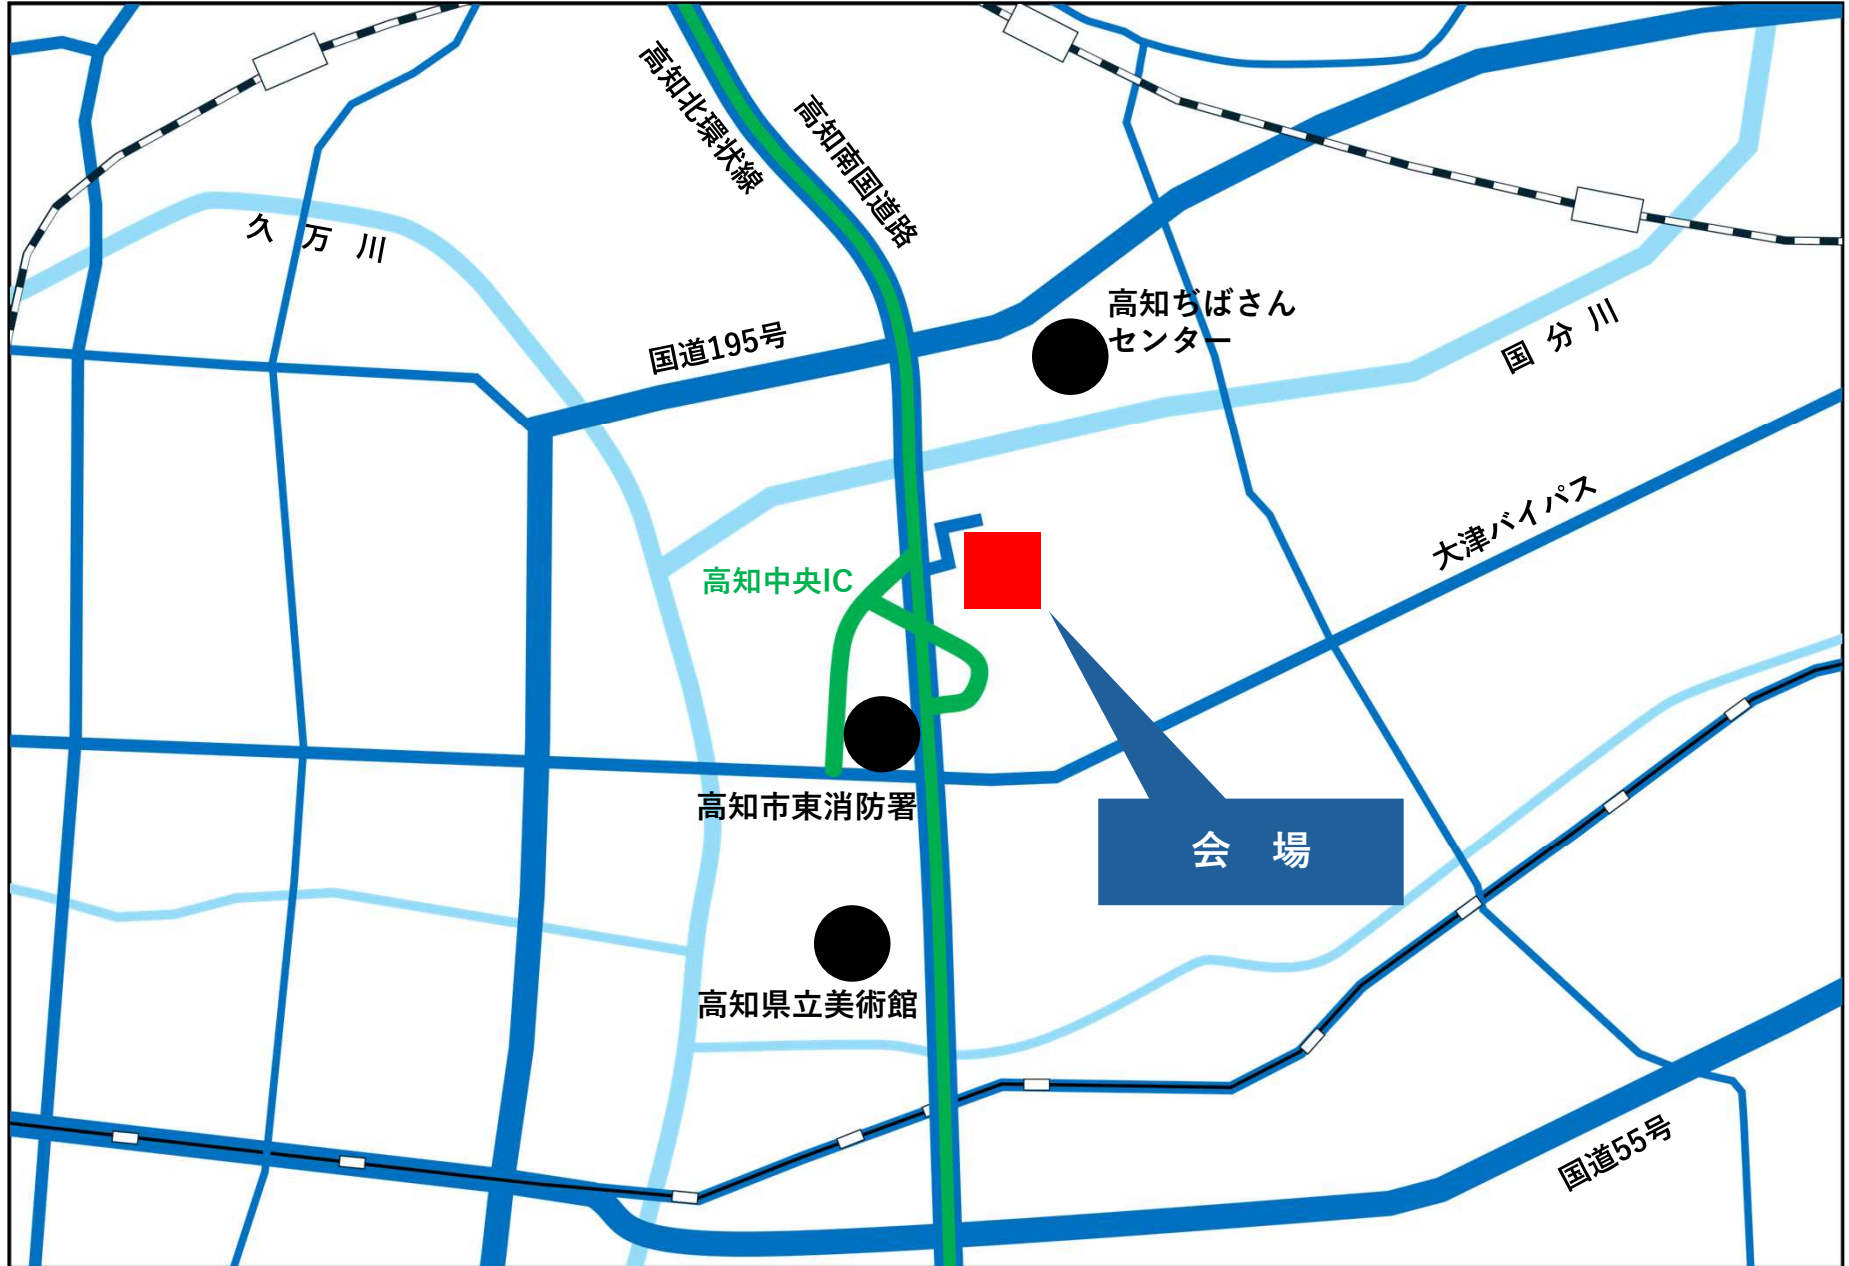 高知北環状線
高知南国道路
久万川
高知ぢばさん
センター
国道195号
国分川
大津バイパス
高知中央IC
高知市東消防署
会場
高知県立美術館
国道55号